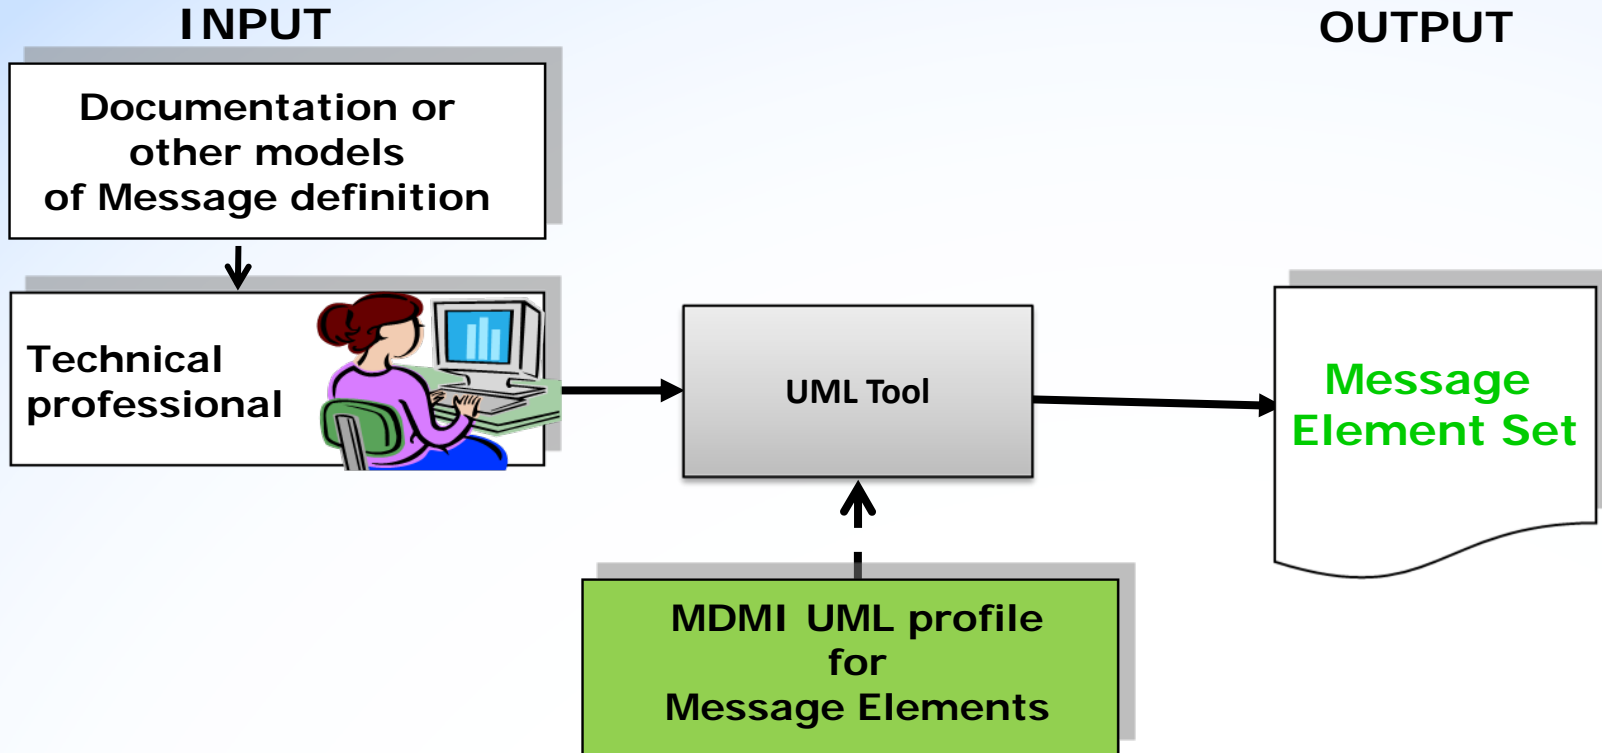 INPUT
OUTPUT
Documentation or
other models
of Message definition
Technical
professional
UML Tool
Message
Element Set
MDMI UML profile
for
Message Elements